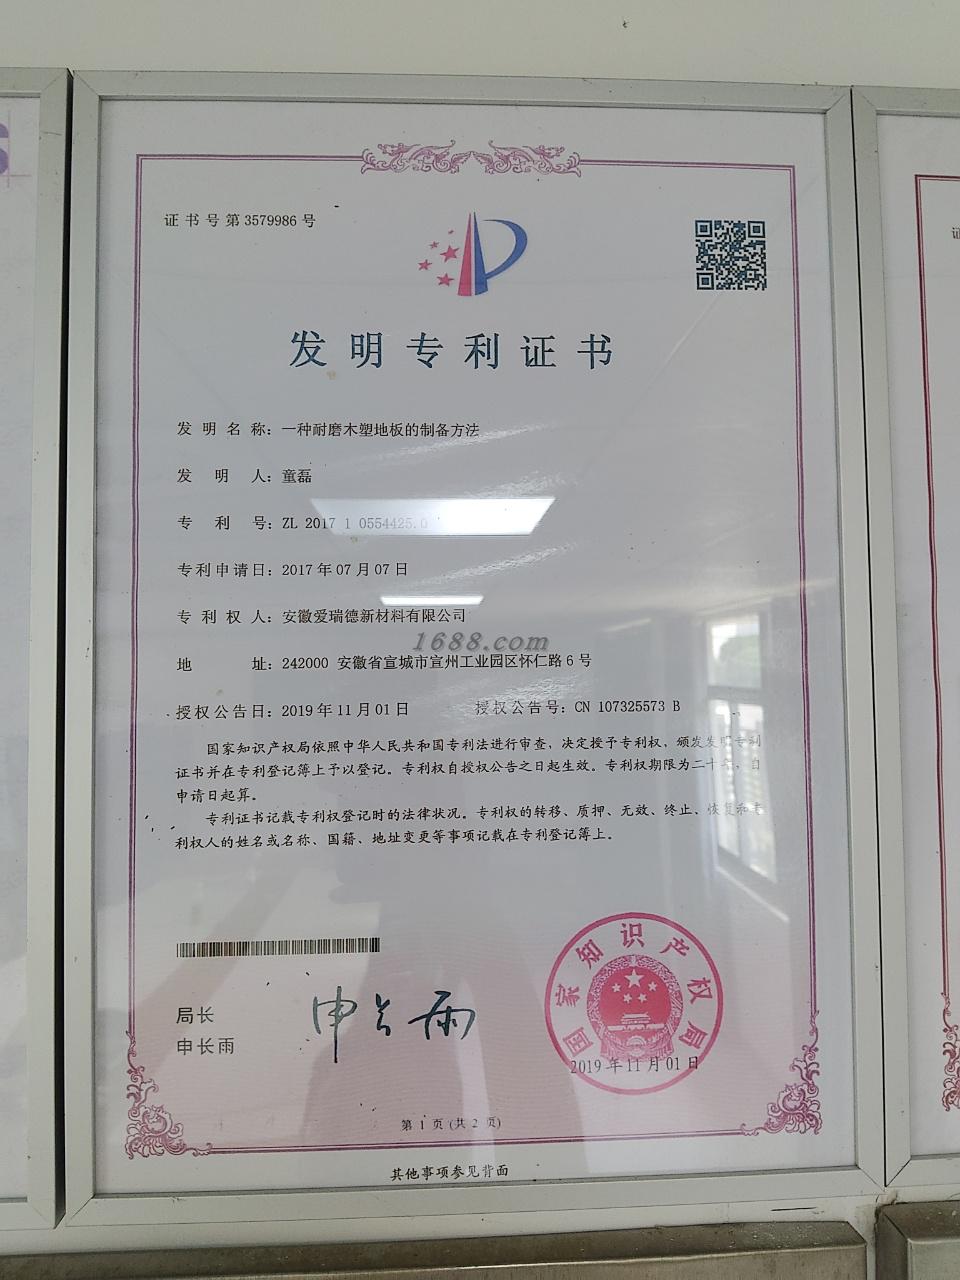 证书号第3579986号
发明专利证书
发明名称：一种耐磨木塑地板的制备方法
发明人：童磊
专利号：ZL 2017 1 0554425.0
专利申请日：2017年07月07日
专利权人：安徽爱瑞德新材料有限公司
1688.com
地址：242000 安徽省宣城市宣州工业园区怀仁路6号
授权公告日：2019年11月01日 授权公告号：CN 107325573 B
国家知识产权局依照中华人民共和国专利法进行审查，决定授予专利权，颁发发明专利
证书并在专利登记簿上予以登记。专利权自授权公告之日起生效。专利权期限为二十年，自
申请日起算。
专利证书记载专利权登记时的法律状况。专利权的转移、质押、无效、终止、恢复和专
利权人的姓名或名称、国籍、地址变更等事项记载在专利登记簿上。
局长
申长雨
申长雨
国家知识产权局
2019年11月01日
第1页(共2页)
其他事项参见背面
证